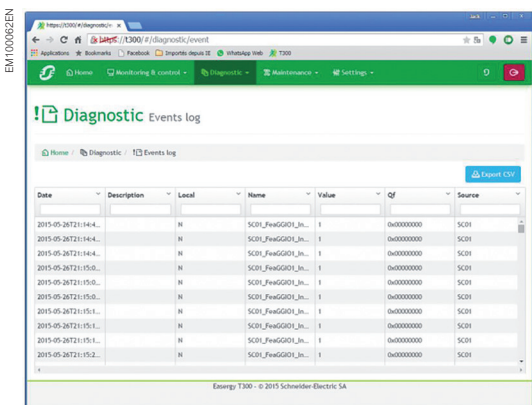 EM100062EN
https://t300/#/diagnostic/ev
https://t300/#/diagnostic/event
Applications Bookmarks Facebook Importés depuis IE WhatsApp Web T300
Home Monitoring & control Diagnostic Maintenance Settings
Diagnostic Events log
Home / Diagnostic / Events log
Export CSV
Date Description Local Name Value Qf Source
2015-05-26T21:14:4... N SC01_FeaGGIO1_In... 1 0x00000000 SC01
2015-05-26T21:14:4... N SC01_FeaGGIO1_In... 1 0x00000000 SC01
2015-05-26T21:14:4... N SC01_FeaGGIO1_In... 1 0x00000000 SC01
2015-05-26T21:15:0... N SC01_FeaGGIO1_In... 1 0x00000000 SC01
2015-05-26T21:15:0... N SC01_FeaGGIO1_In... 1 0x00000000 SC01
2015-05-26T21:15:0... N SC01_FeaGGIO1_In... 1 0x00000000 SC01
2015-05-26T21:15:1... N SC01_FeaGGIO1_In... 1 0x00000000 SC01
2015-05-26T21:15:1... N SC01_FeaGGIO1_In... 1 0x00000000 SC01
2015-05-26T21:15:1... N SC01_FeaGGIO1_In... 1 0x00000000 SC01
2015-05-26T21:15:2... N SC01_FeaGGIO1_In... 1 0x00000000 SC01
Easergy T300 - © 2015 Schneider-Electric SA